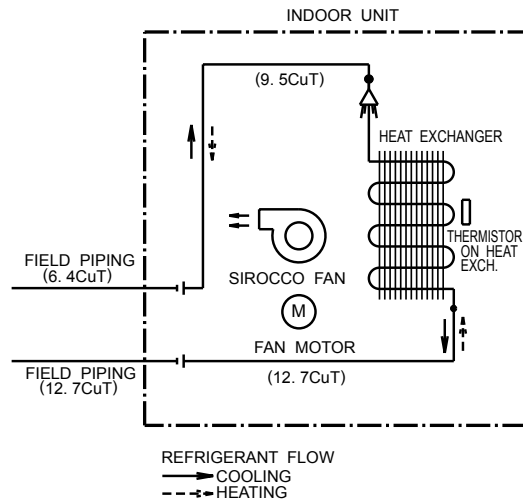 INDOOR UNIT
(9. 5CuT)
HEAT EXCHANGER
THERMISTOR
ON HEAT
EXCH.
SIROCCO FAN
FIELD PIPING
(6. 4CuT)
M
FAN MOTOR
(12. 7CuT)
FIELD PIPING
(12. 7CuT)
REFRIGERANT FLOW
COOLING
HEATING